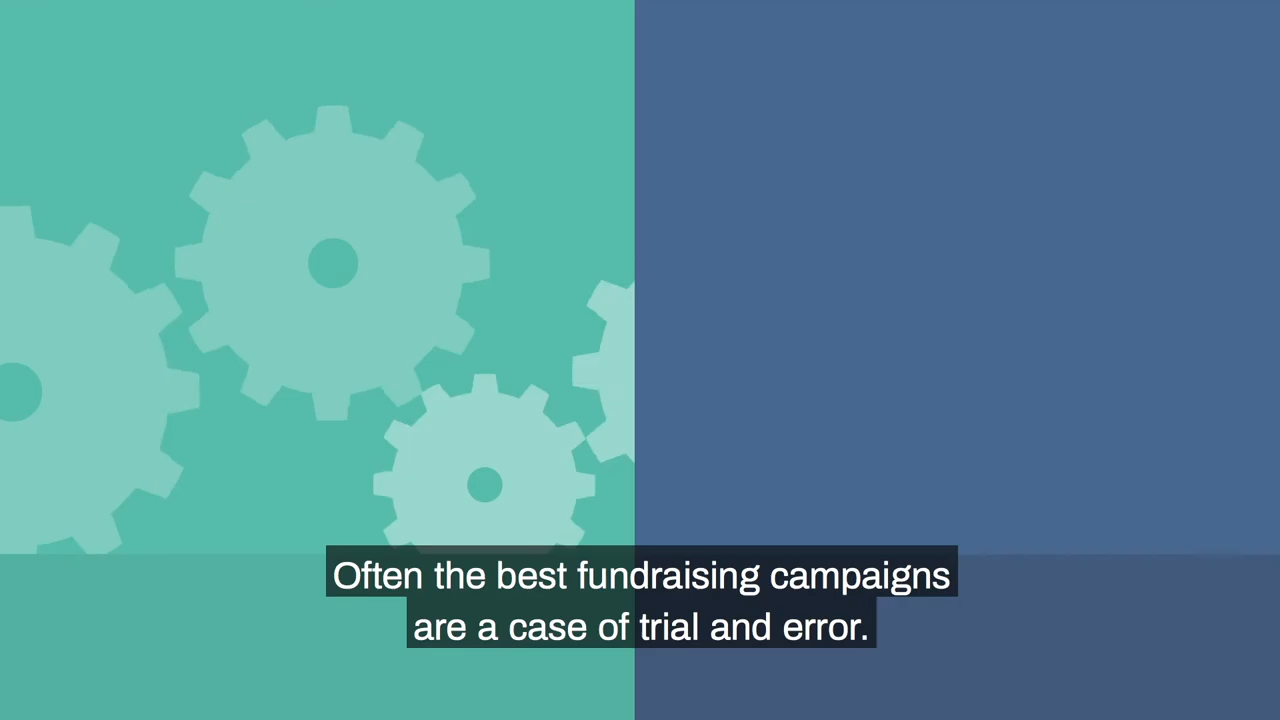 Often the best fundraising campaigns
are a case of trial and error.